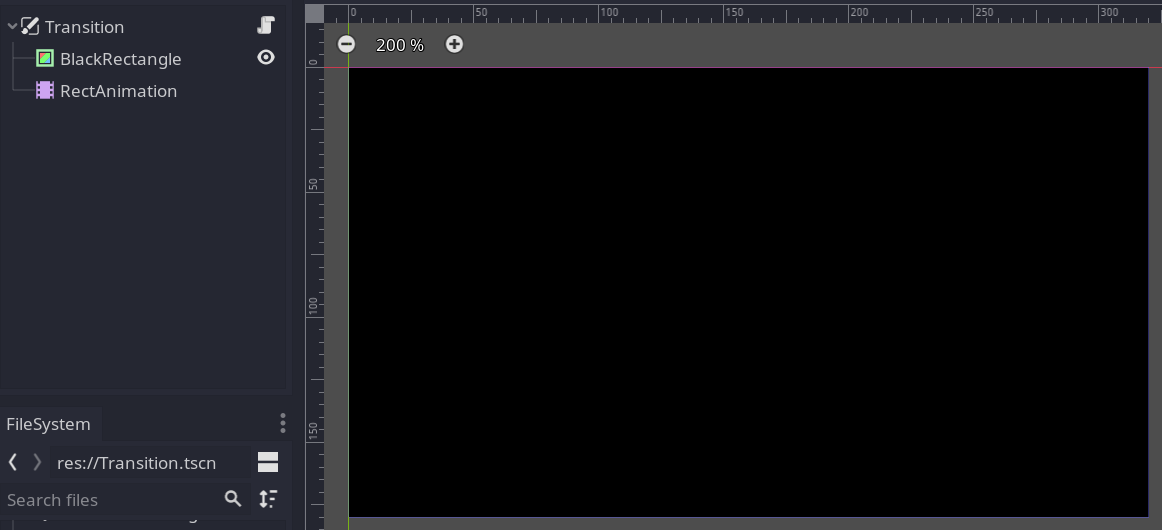 Transition
BlackRectangle
RectAnimation
FileSystem
res://Transition.tscn
Search files
0
50
100
150
200
250
300
200 %
0
50
100
150